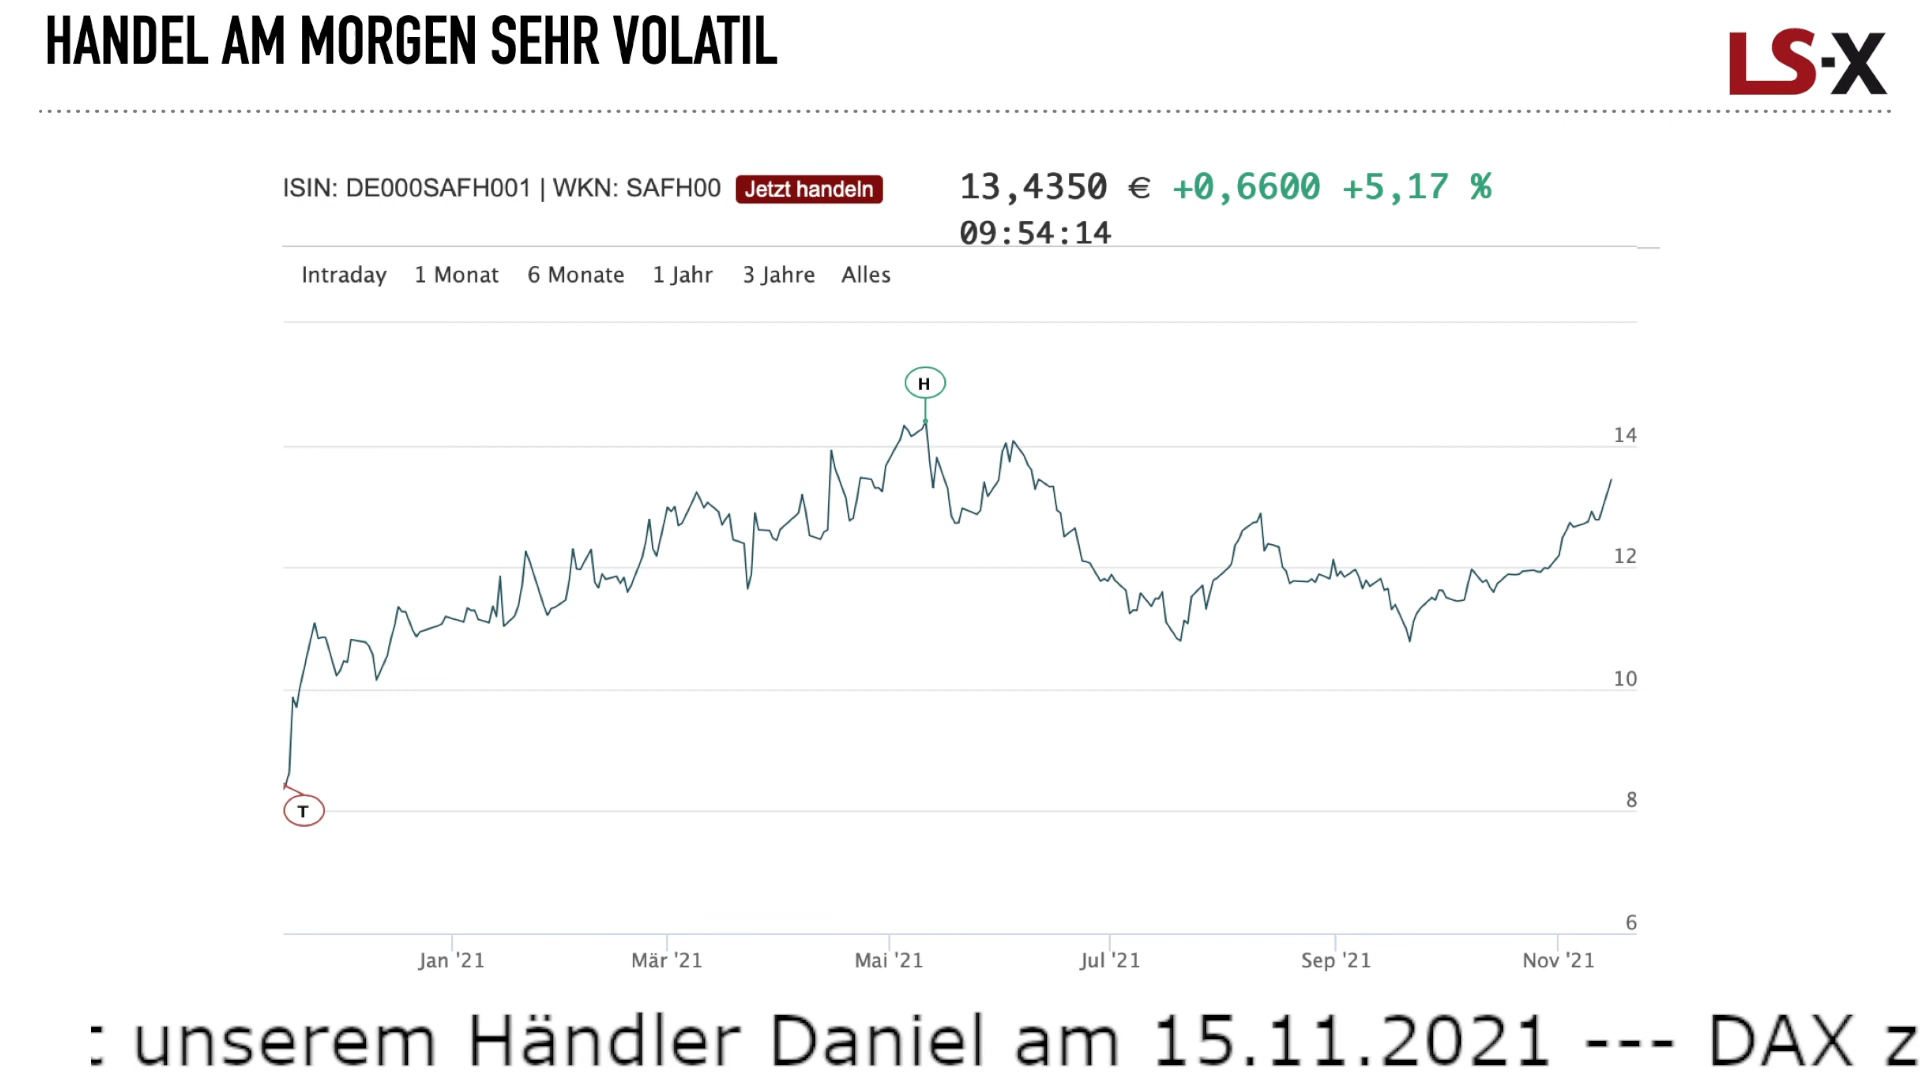 HANDEL AM MORGEN SEHR VOLATIL
LS-X
ISIN: DE000SAFH001 | WKN: SAFH00 Jetzt handeln
13,4350 € +0,6600 +5,17 %
09:54:14
Intraday 1 Monat 6 Monate 1 Jahr 3 Jahre Alles
H
14
12
10
T
8
6
Jan '21 Mär '21 Mai '21 Jul '21 Sep '21 Nov '21
unserem Händler Daniel am 15.11.2021 --- DAX z